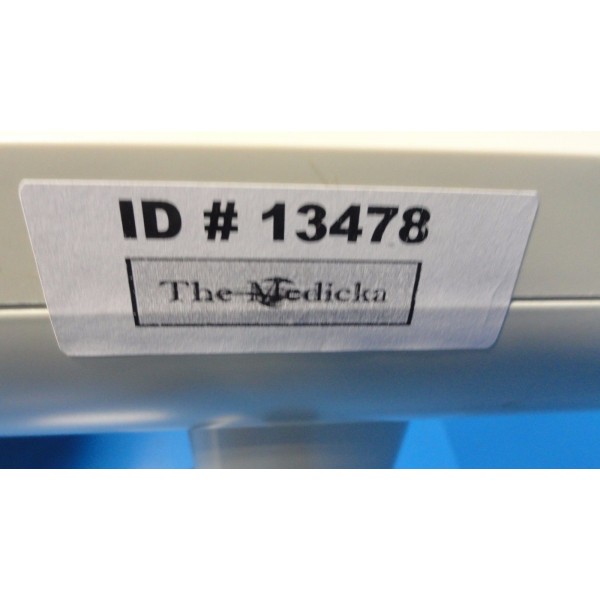 ID # 13478
The Medicka